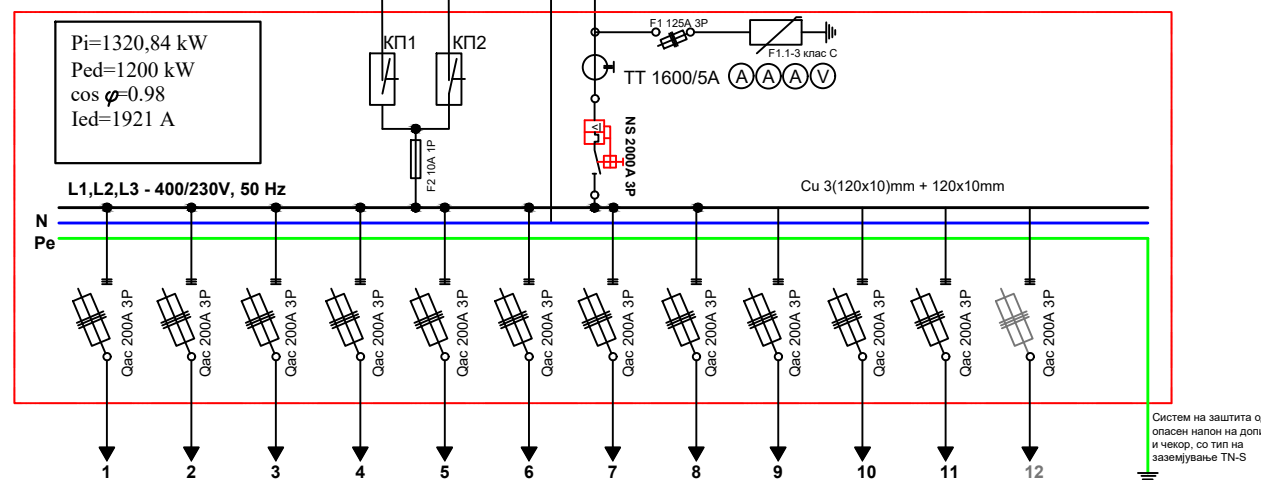 Pi=1320,84 kW
Ped=1200 kW
cos φ=0.98
Ied=1921 A
КП1
КП2
F2 10A 1P
F1 125A 3P
F1.1-3 клас C
TT 1600/5A
A A A V
NS 2000A 3P
L1,L2,L3 - 400/230V, 50 Hz
Cu 3(120x10)mm + 120x10mm
N
Pe
Qac 200A 3P
Qac 200A 3P
Qac 200A 3P
Qac 200A 3P
Qac 200A 3P
Qac 200A 3P
Qac 200A 3P
Qac 200A 3P
Qac 200A 3P
Qac 200A 3P
Qac 200A 3P
Qac 200A 3P
1 2 3 4 5 6 7 8 9 10 11 12
Систем на заштита
опасен напон на
и чекор, со тип на
заземјување TN-S